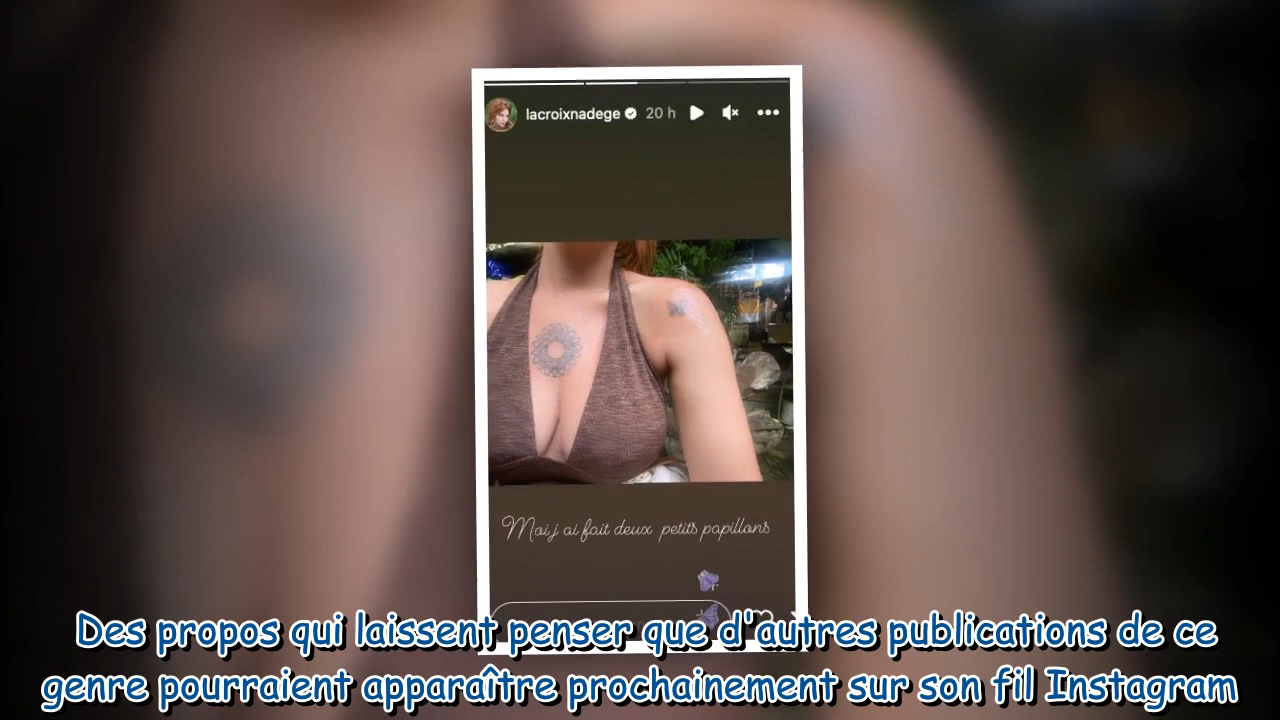 lacroixnadege 20 h
Moi j ai fait deux petits papillons
Des propos qui laissent penser que d'autres publications de ce
genre pourraient apparaître prochainement sur son fil Instagram